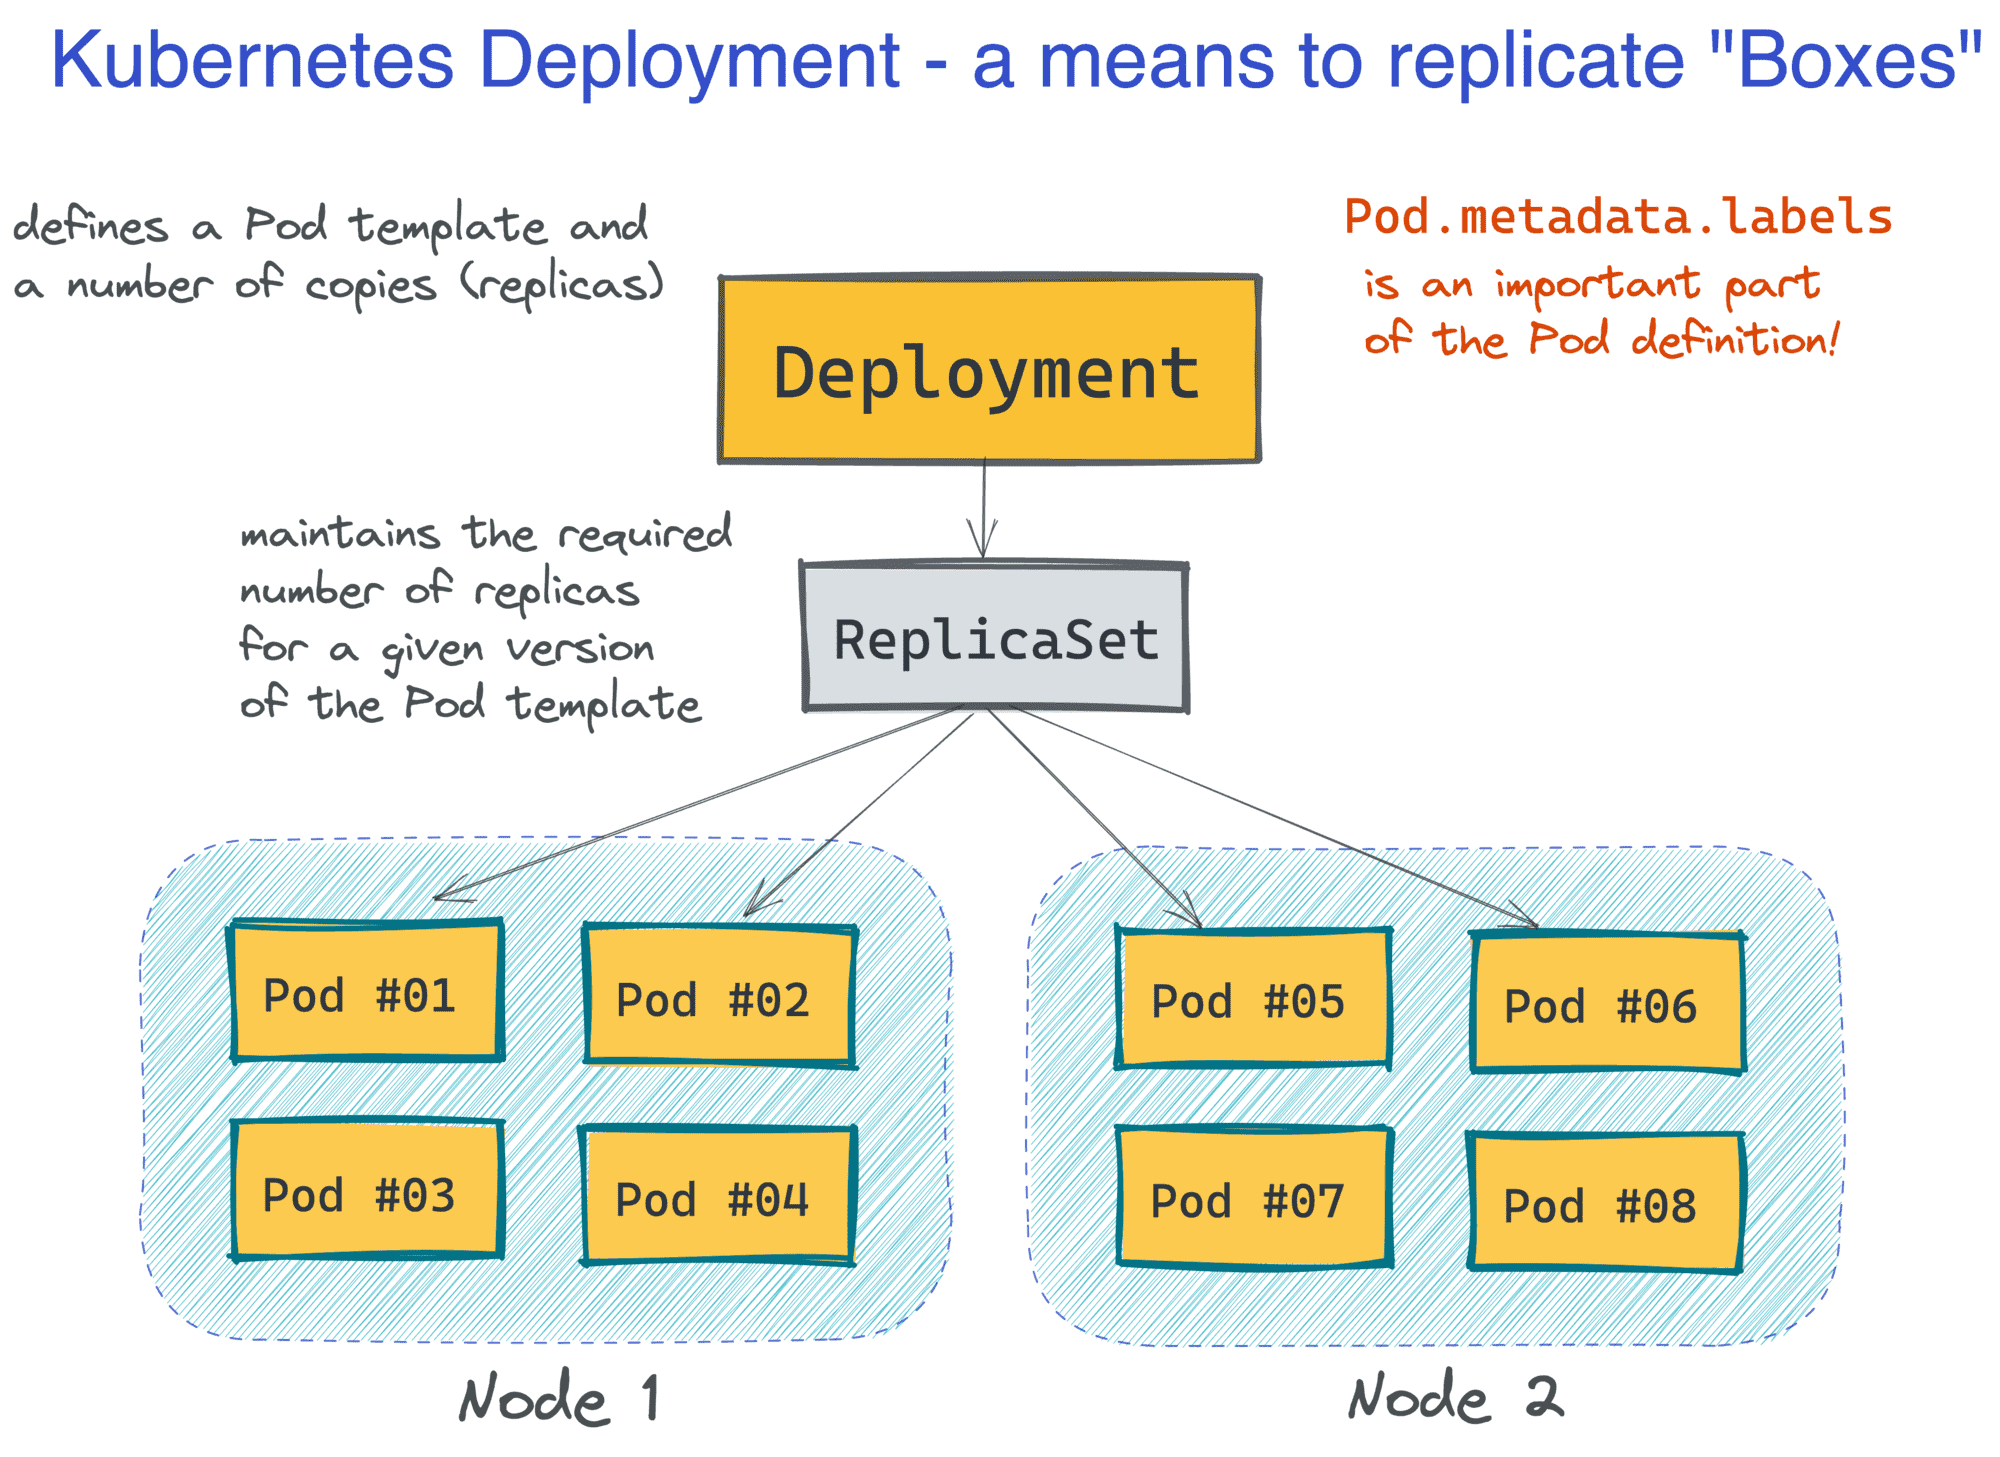 Kubernetes Deployment - a means to replicate "Boxes"
defines a Pod template and
a number of copies (replicas)
Pod.metadata.labels
is an important part
of the Pod definition!
Deployment
maintains the required
number of replicas
for a given version
of the Pod template
ReplicaSet
Pod #01
Pod #02
Pod #03
Pod #04
Node 1
Pod #05
Pod #06
Pod #07
Pod #08
Node 2